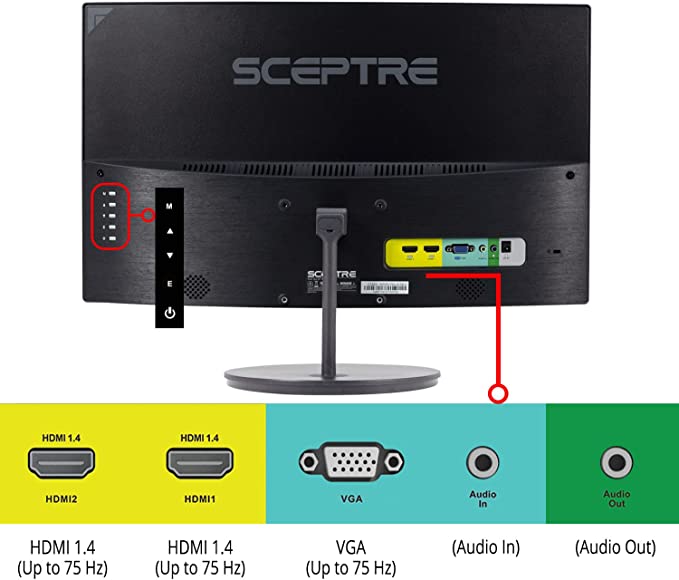 SCEPTRE
M
E
SCEPTRE
HDMI 1.4
HDMI 1.4
HDMI2
HDMI1
VGA
Audio
In
Audio
Out
HDMI 1.4
(Up to 75 Hz)
HDMI 1.4
(Up to 75 Hz)
VGA
(Up to 75 Hz)
(Audio In)
(Audio Out)